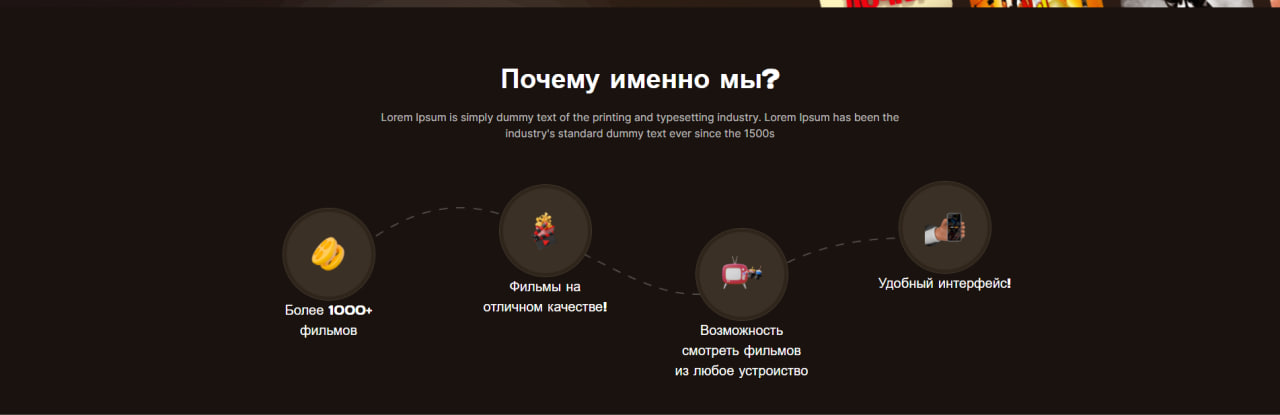 Почему именно мы?
Lorem Ipsum is simply dummy text of the printing and typesetting industry. Lorem Ipsum has been the
industry's standard dummy text ever since the 1500s
Более 1000+
фильмов
Фильмы на
отличном качестве!
Возможность
смотреть фильмов
из любое устроиство
Удобный интерфейс!